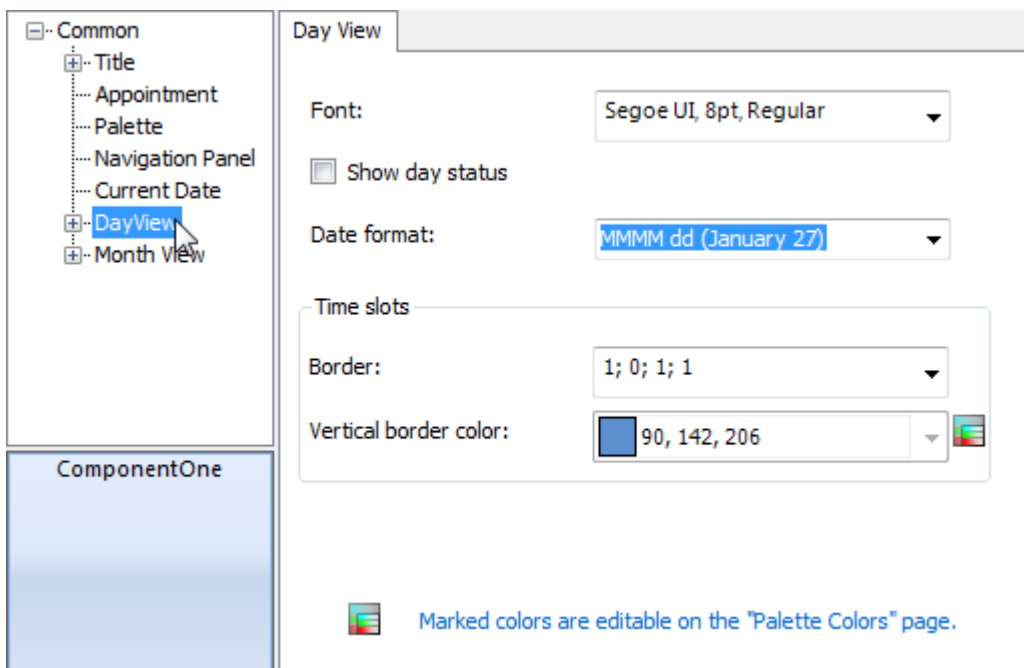 Common
Title
Appointment
Palette
Navigation Panel
Current Date
DayView
Month View
ComponentOne
Day View
Font: Segoe UI, 8pt, Regular
Show day status
Date format: MMMM dd (January 27)
Time slots
Border: 1; 0; 1; 1
Vertical border color: 90, 142, 206
Marked colors are editable on the "Palette Colors" page.